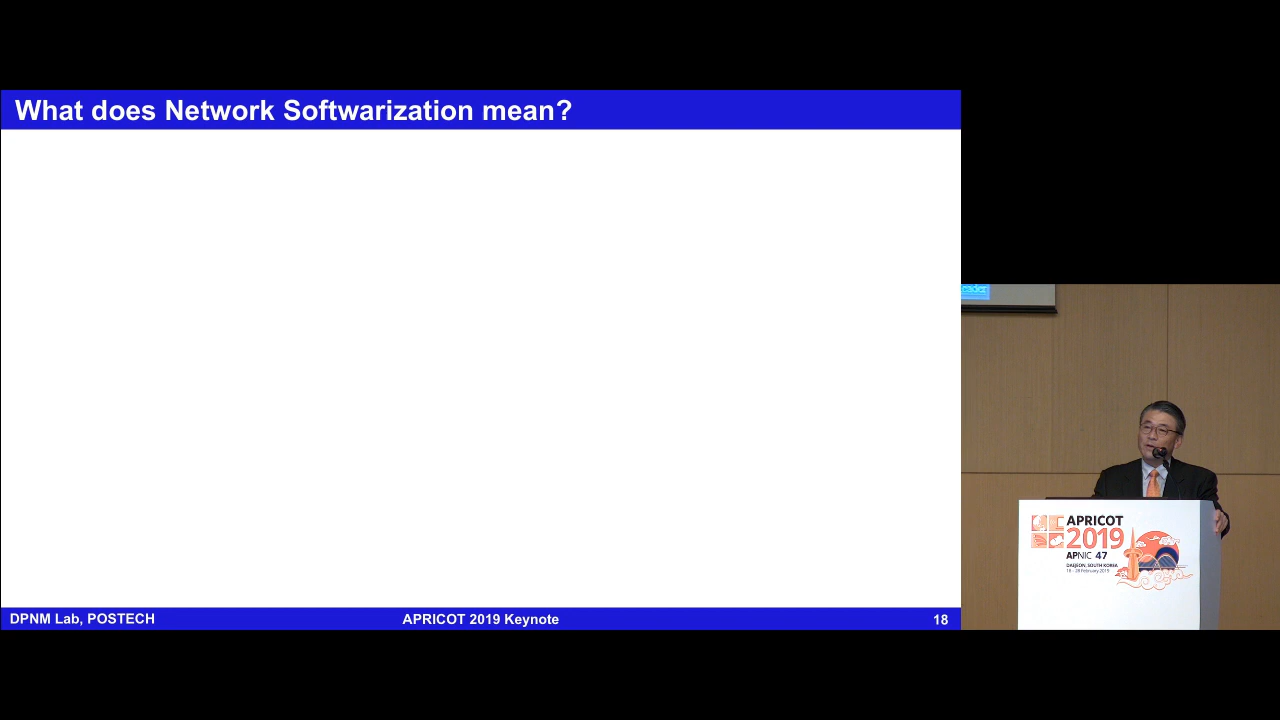 What does Network Softwarization mean?
DPNM Lab, POSTECH
APRICOT 2019 Keynote
18
APRICOT
2019
APNIC 47
DAEJEON, SOUTH KOREA